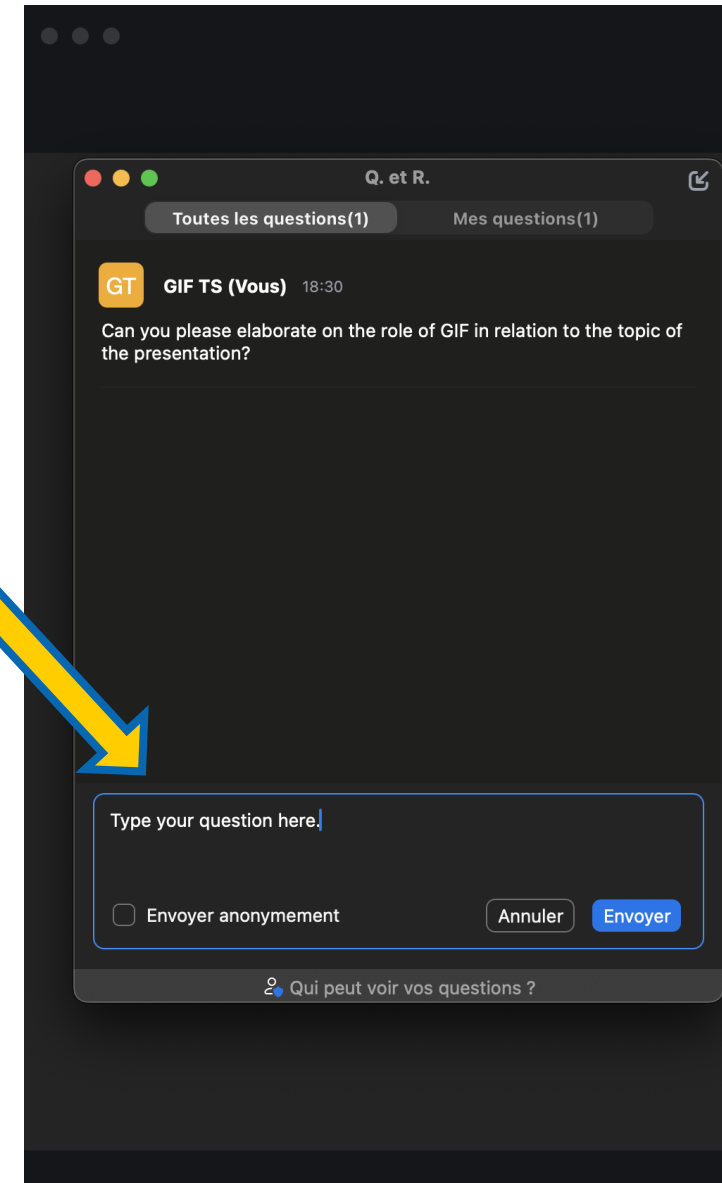 Q. et R.
Toutes les questions(1)
Mes questions(1)
GT
GIF TS (Vous) 18:30
Can you please elaborate on the role of GIF in relation to the topic of
the presentation?
Type your question here.
Envoyer anonymement
Annuler
Envoyer
Qui peut voir vos questions ?